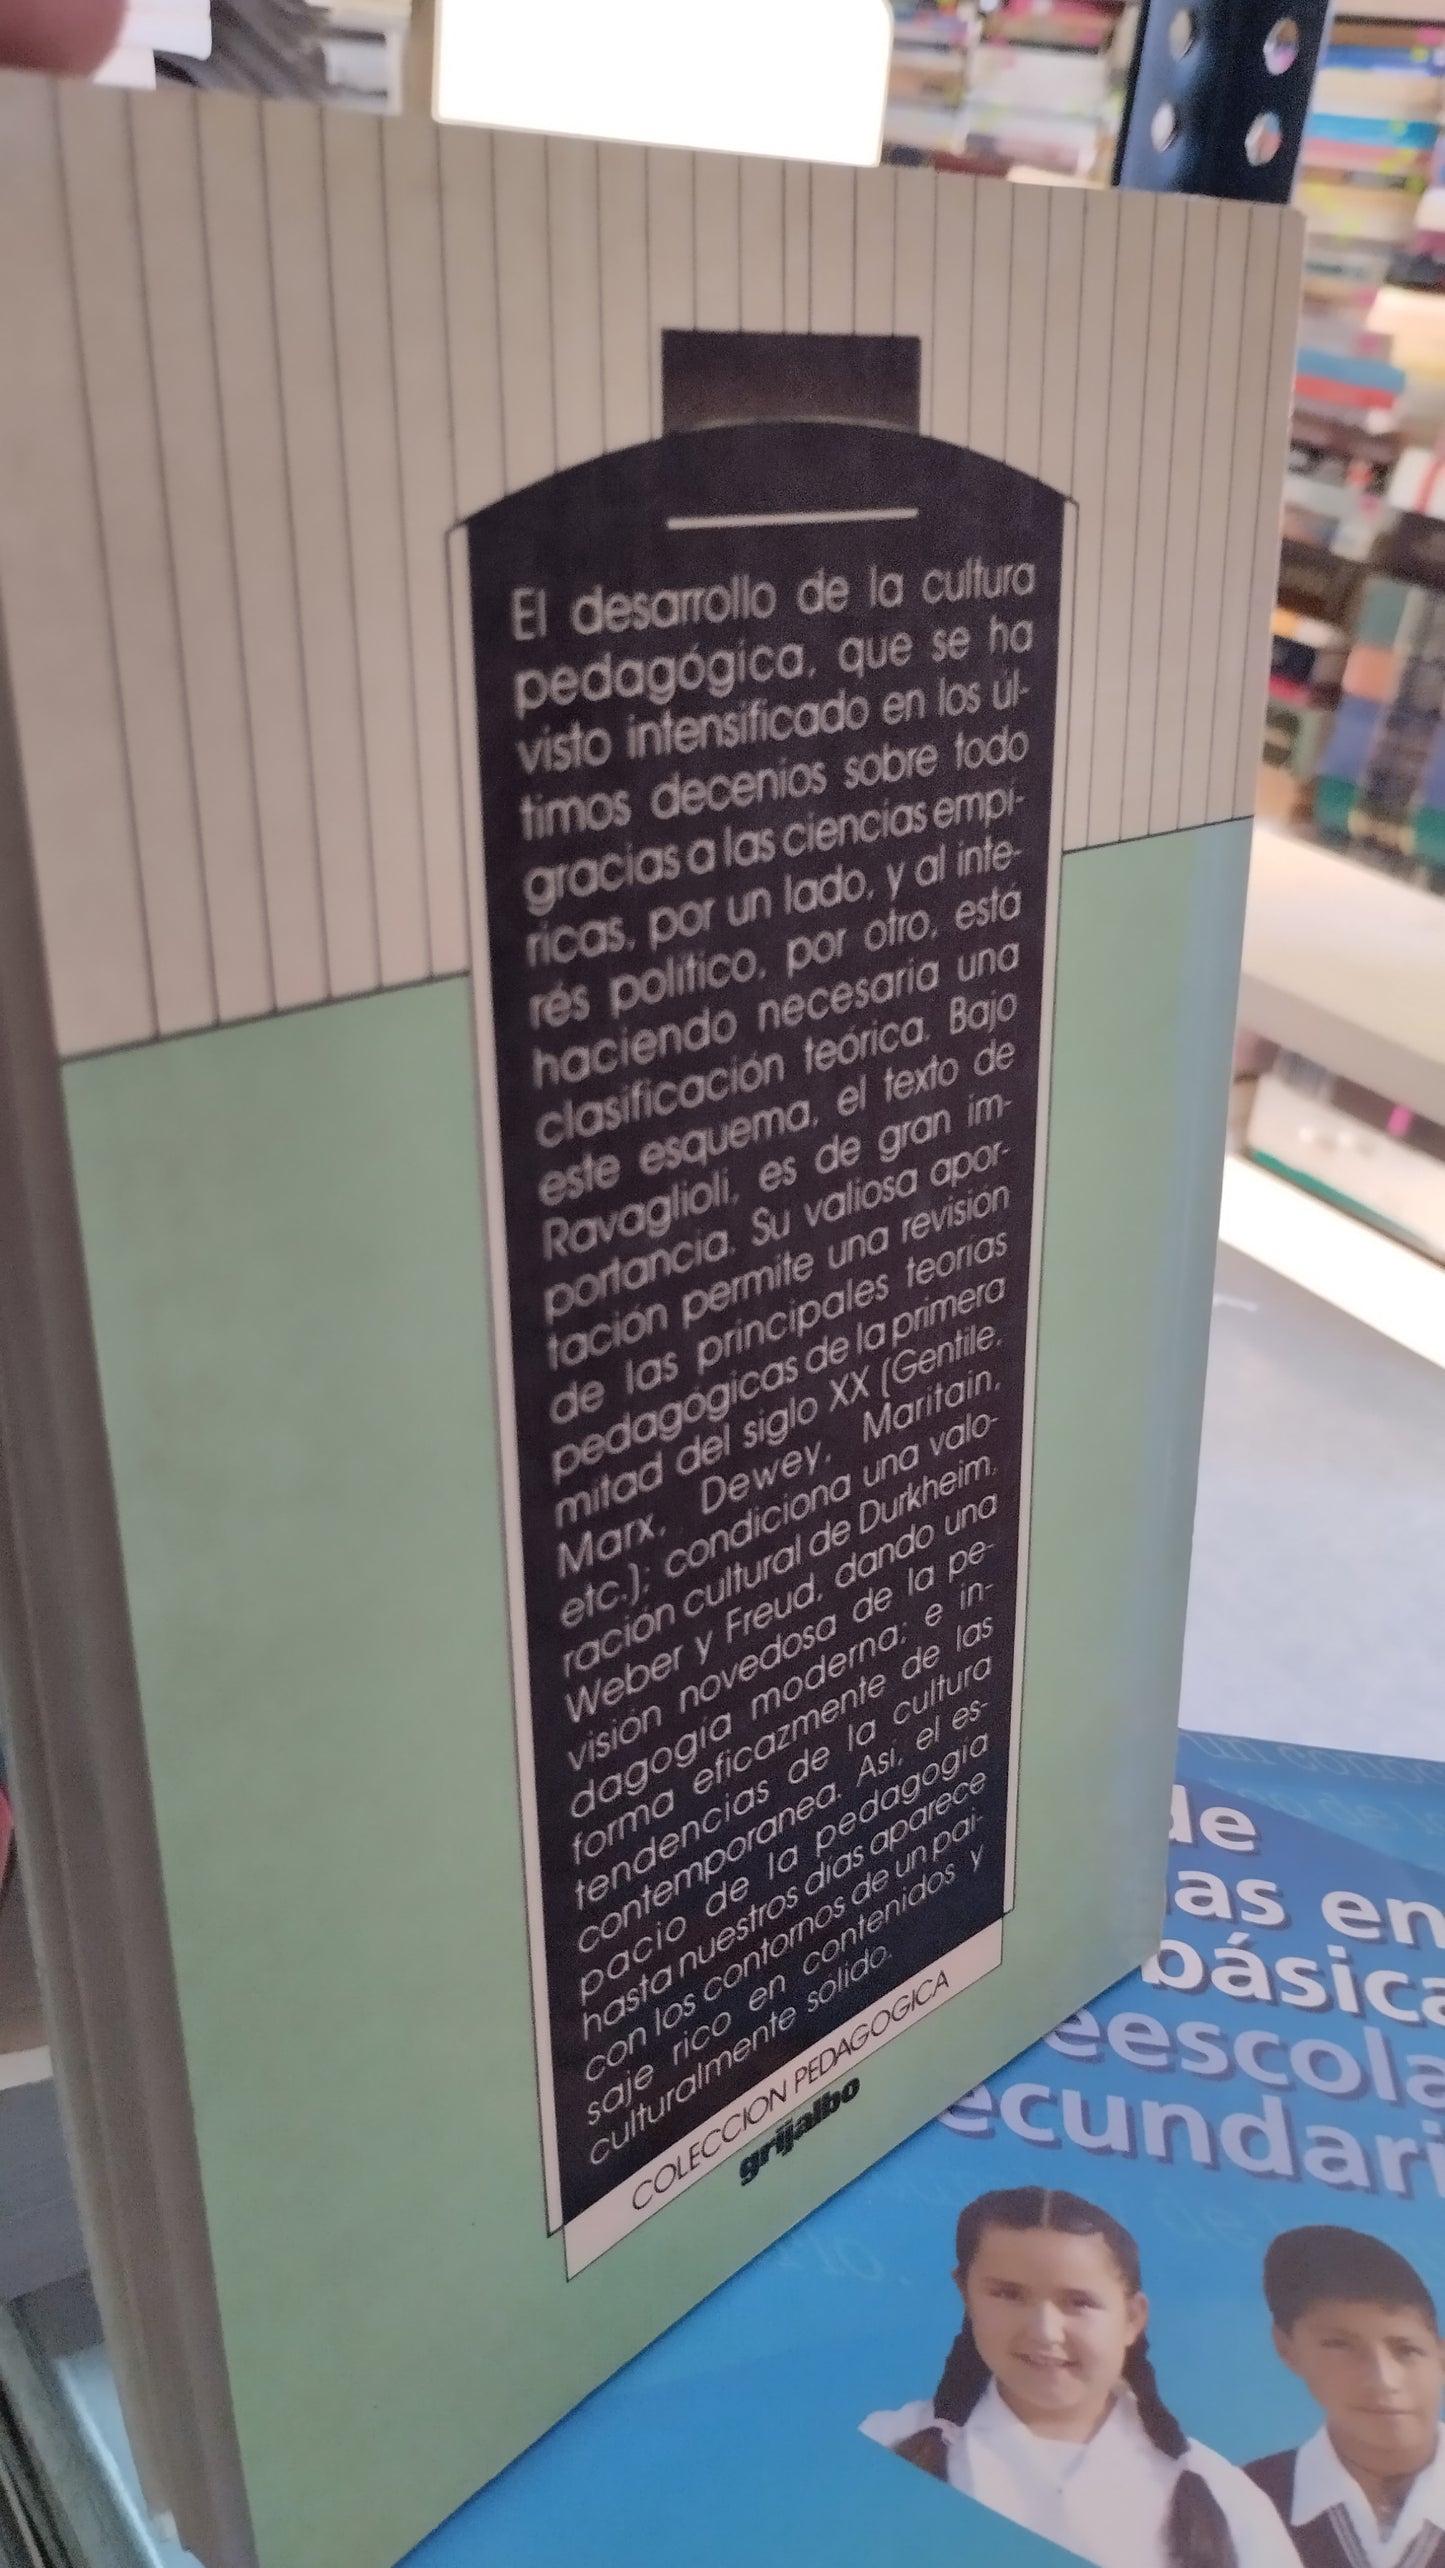 El desarrollo de la cultura
pedagógica, que se ha
visto intensificado en los úl-
timos decenios sobre todo
gracias a las ciencias empí-
ricas, por un lado, y al inte-
rés político, por otro, está
haciendo necesaria una
clasificación teórica. Bajo
este esquema, el texto de
Ravaglioli, es de gran im-
portancia. Su valiosa apor-
tación permite una revisión
de las principales teorías
pedagógicas de la primera
mitad del siglo XX (Gentile,
Marx, Dewey, Maritain,
etc.); condiciona una valo-
ración cultural de Durkheim,
Weber y Freud, dando una
visión novedosa de la pe-
dagogía moderna; e in-
forma eficazmente de las
tendencias de la cultura
contemporanea. Así, el es-
pacio de la pedagogía
hasta nuestros días aparece
con los contornos de un pai-
saje rico en contenidos y
culturalmente solido.
COLECCION PEDAGOGICA
grijalbo
de
as en
básica
eescola
ecundari